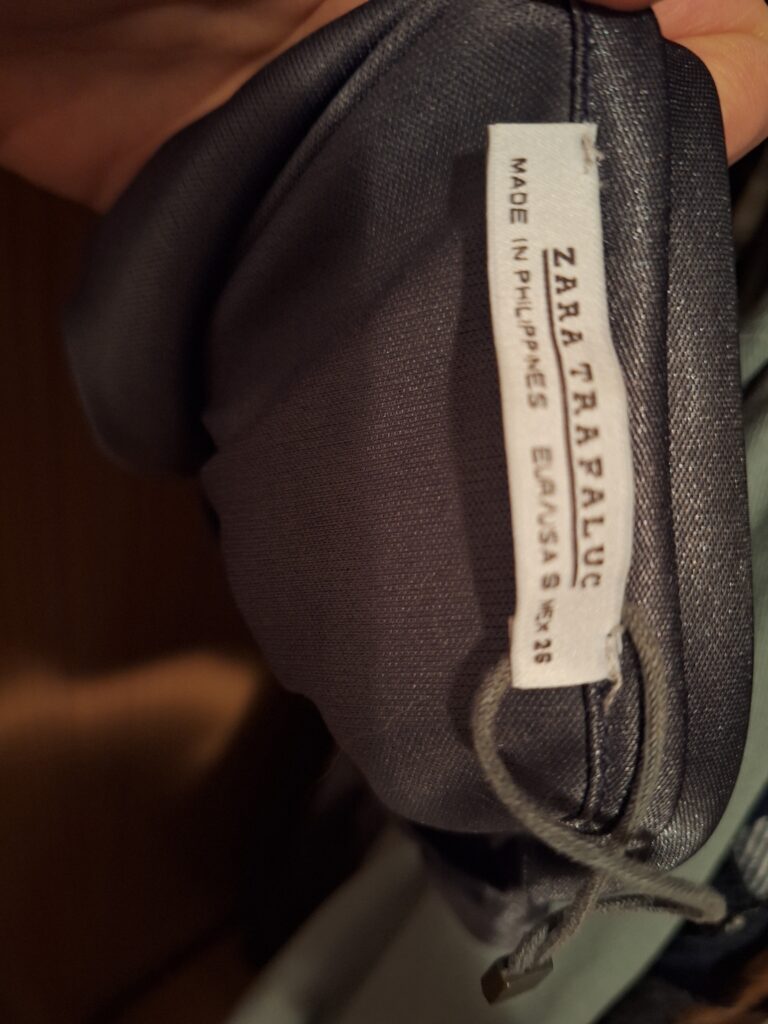 ZARA TRAFALUC
MADE IN PHILIPPINES EUR/USA S MEX 26